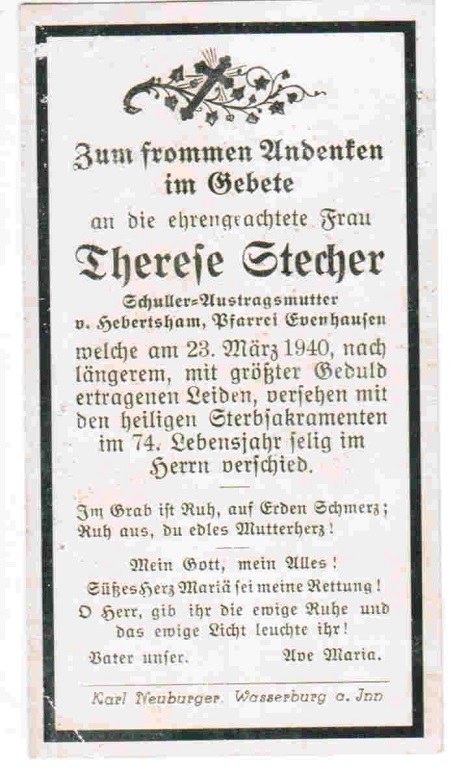 Zum frommen Andenken
im Gebete
an die ehrengeachtete Frau
Therese Stecher
Schuller=Austragsmutter
v. Hebertsham, Pfarrei Evenhausen
welche am 23. März 1940, nach
längerem, mit größter Geduld
ertragenen Leiden, versehen mit
den heiligen Sterbsakramenten
im 74. Lebensjahr selig im
Herrn verschied.
Im Grab ist Ruh, auf Erden Schmerz;
Ruh aus, du edles Mutterherz!
Mein Gott, mein Alles!
Süßes Herz Mariä sei meine Rettung!
O Herr, gib ihr die ewige Ruhe und
das ewige Licht leuchte ihr!
Vater unser. Ave Maria.
Karl Neuburger, Wasserburg a. Inn